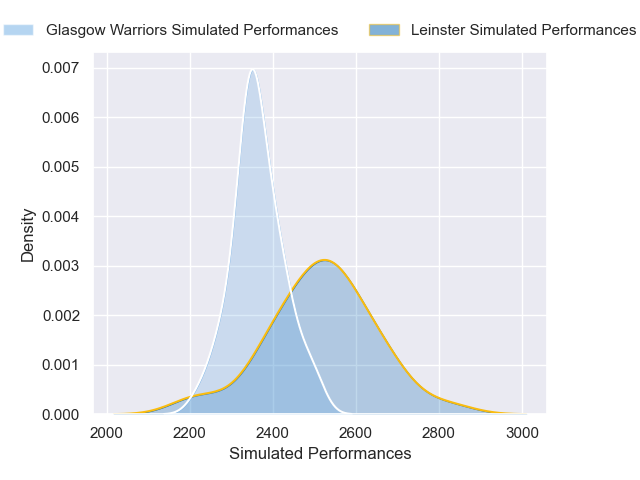 Glasgow Warriors Simulated Performances
Leinster Simulated Performances
0.007
0.006
0.005
0.004
0.003
0.002
0.001
0.000
Density
2000 2200 2400 2600 2800 3000
Simulated Performances